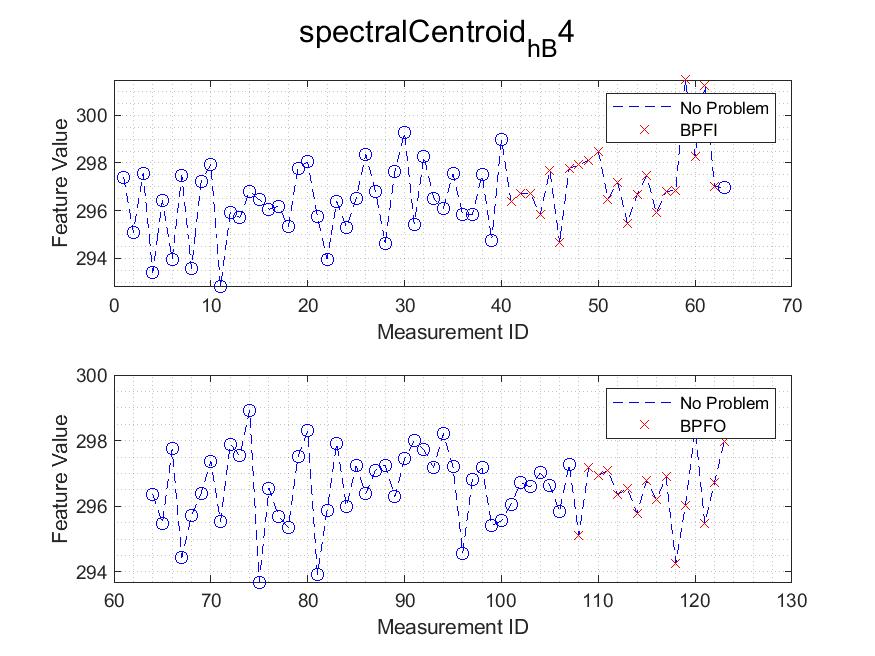 spectralCentroid_hB4
300
298
296
294
Feature Value
No Problem
BPFI
0 10 20 30 40 50 60 70
Measurement ID
300
298
296
294
Feature Value
No Problem
BPFO
60 70 80 90 100 110 120 130
Measurement ID